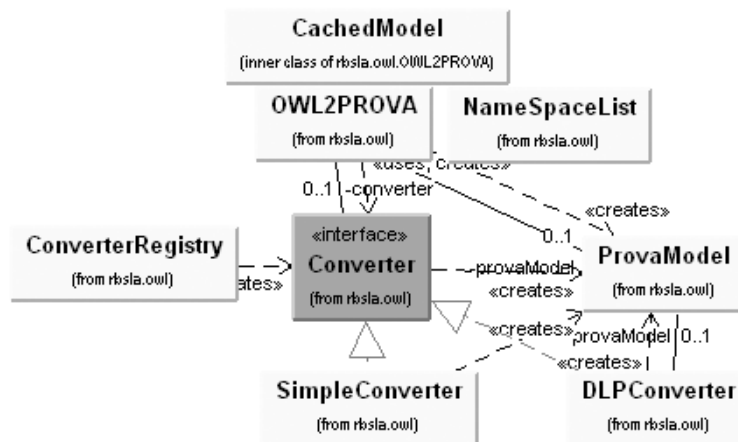 CachedModel
(inner class of rbsla.owl.OWL2PROVA)
OWL2PROVA
(from rbsla.owl)
NameSpaceList
(from rbsla.owl)
«uses, creates»
0..1 -converter
«creates»
«interface»
Converter
(from rbsla.owl)
ConverterRegistry
(from rbsla.owl)
ates»
0..1
ProvaModel
(from rbsla.owl)
-provaModel
«creates»
«creates»
provaModel 0..1
«creates»
SimpleConverter
(from rbsla.owl)
DLPConverter
(from rbsla.owl)